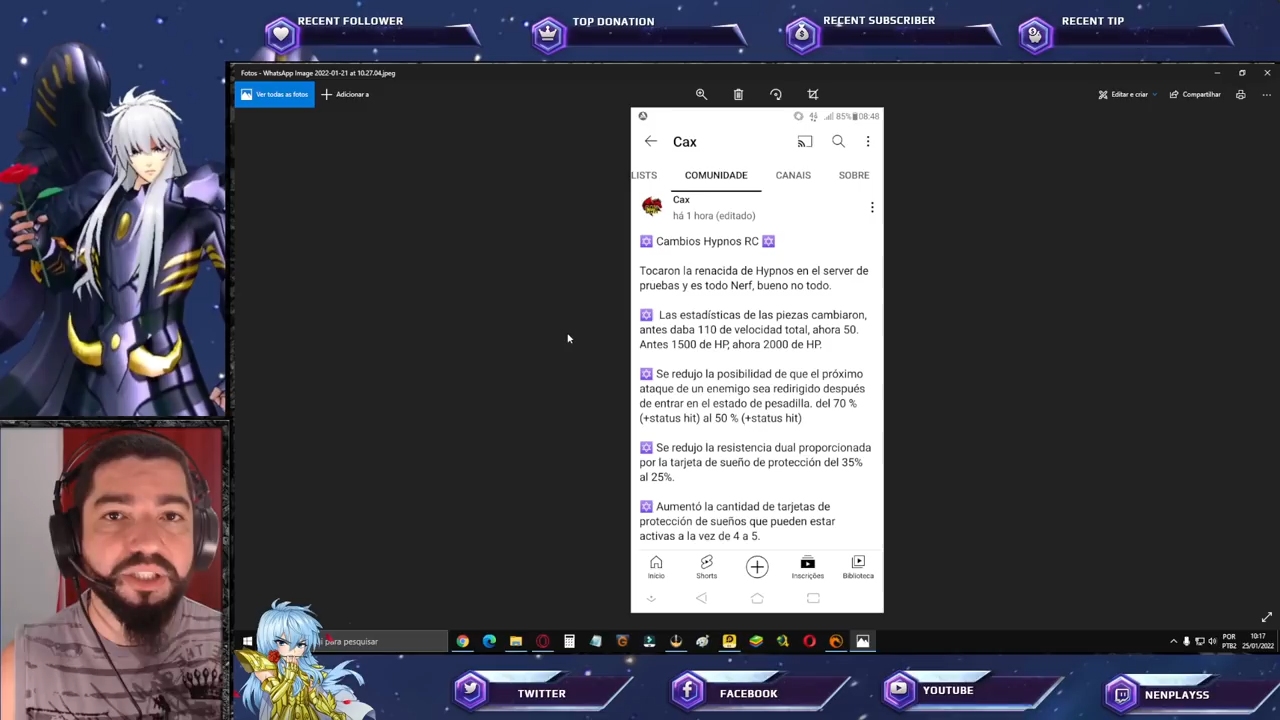 RECENT FOLLOWER
TOP DONATION
RECENT SUBSCRIBER
RECENT TIP
Fotos - WhatsApp Image 2022-01-21 at 10.27.04.jpeg
Ver todas as fotos
Adicionar a
Editar e criar
Compartilhar
85% 08:48
Cax
LISTS
COMUNIDADE
CANAIS
SOBRE
Cax
há 1 hora (editado)
Cambios Hypnos RC
Tocaron la renacida de Hypnos en el server de
pruebas y es todo Nerf, bueno no todo.
Las estadísticas de las piezas cambiaron,
antes daba 110 de velocidad total, ahora 50.
Antes 1500 de HP, ahora 2000 de HP.
Se redujo la posibilidad de que el próximo
ataque de un enemigo sea redirigido después
de entrar en el estado de pesadilla. del 70 %
(+status hit) al 50 % (+status hit)
Se redujo la resistencia dual proporcionada
por la tarjeta de sueño de protección del 35%
al 25%.
Aumentó la cantidad de tarjetas de
protección de sueños que pueden estar
activas a la vez de 4 a 5.
Início
Shorts
Inscrições
Biblioteca
para pesquisar
POR
PTB2
10:17
25/01/2022
TWITTER
FACEBOOK
YOUTUBE
NENPLAYSS